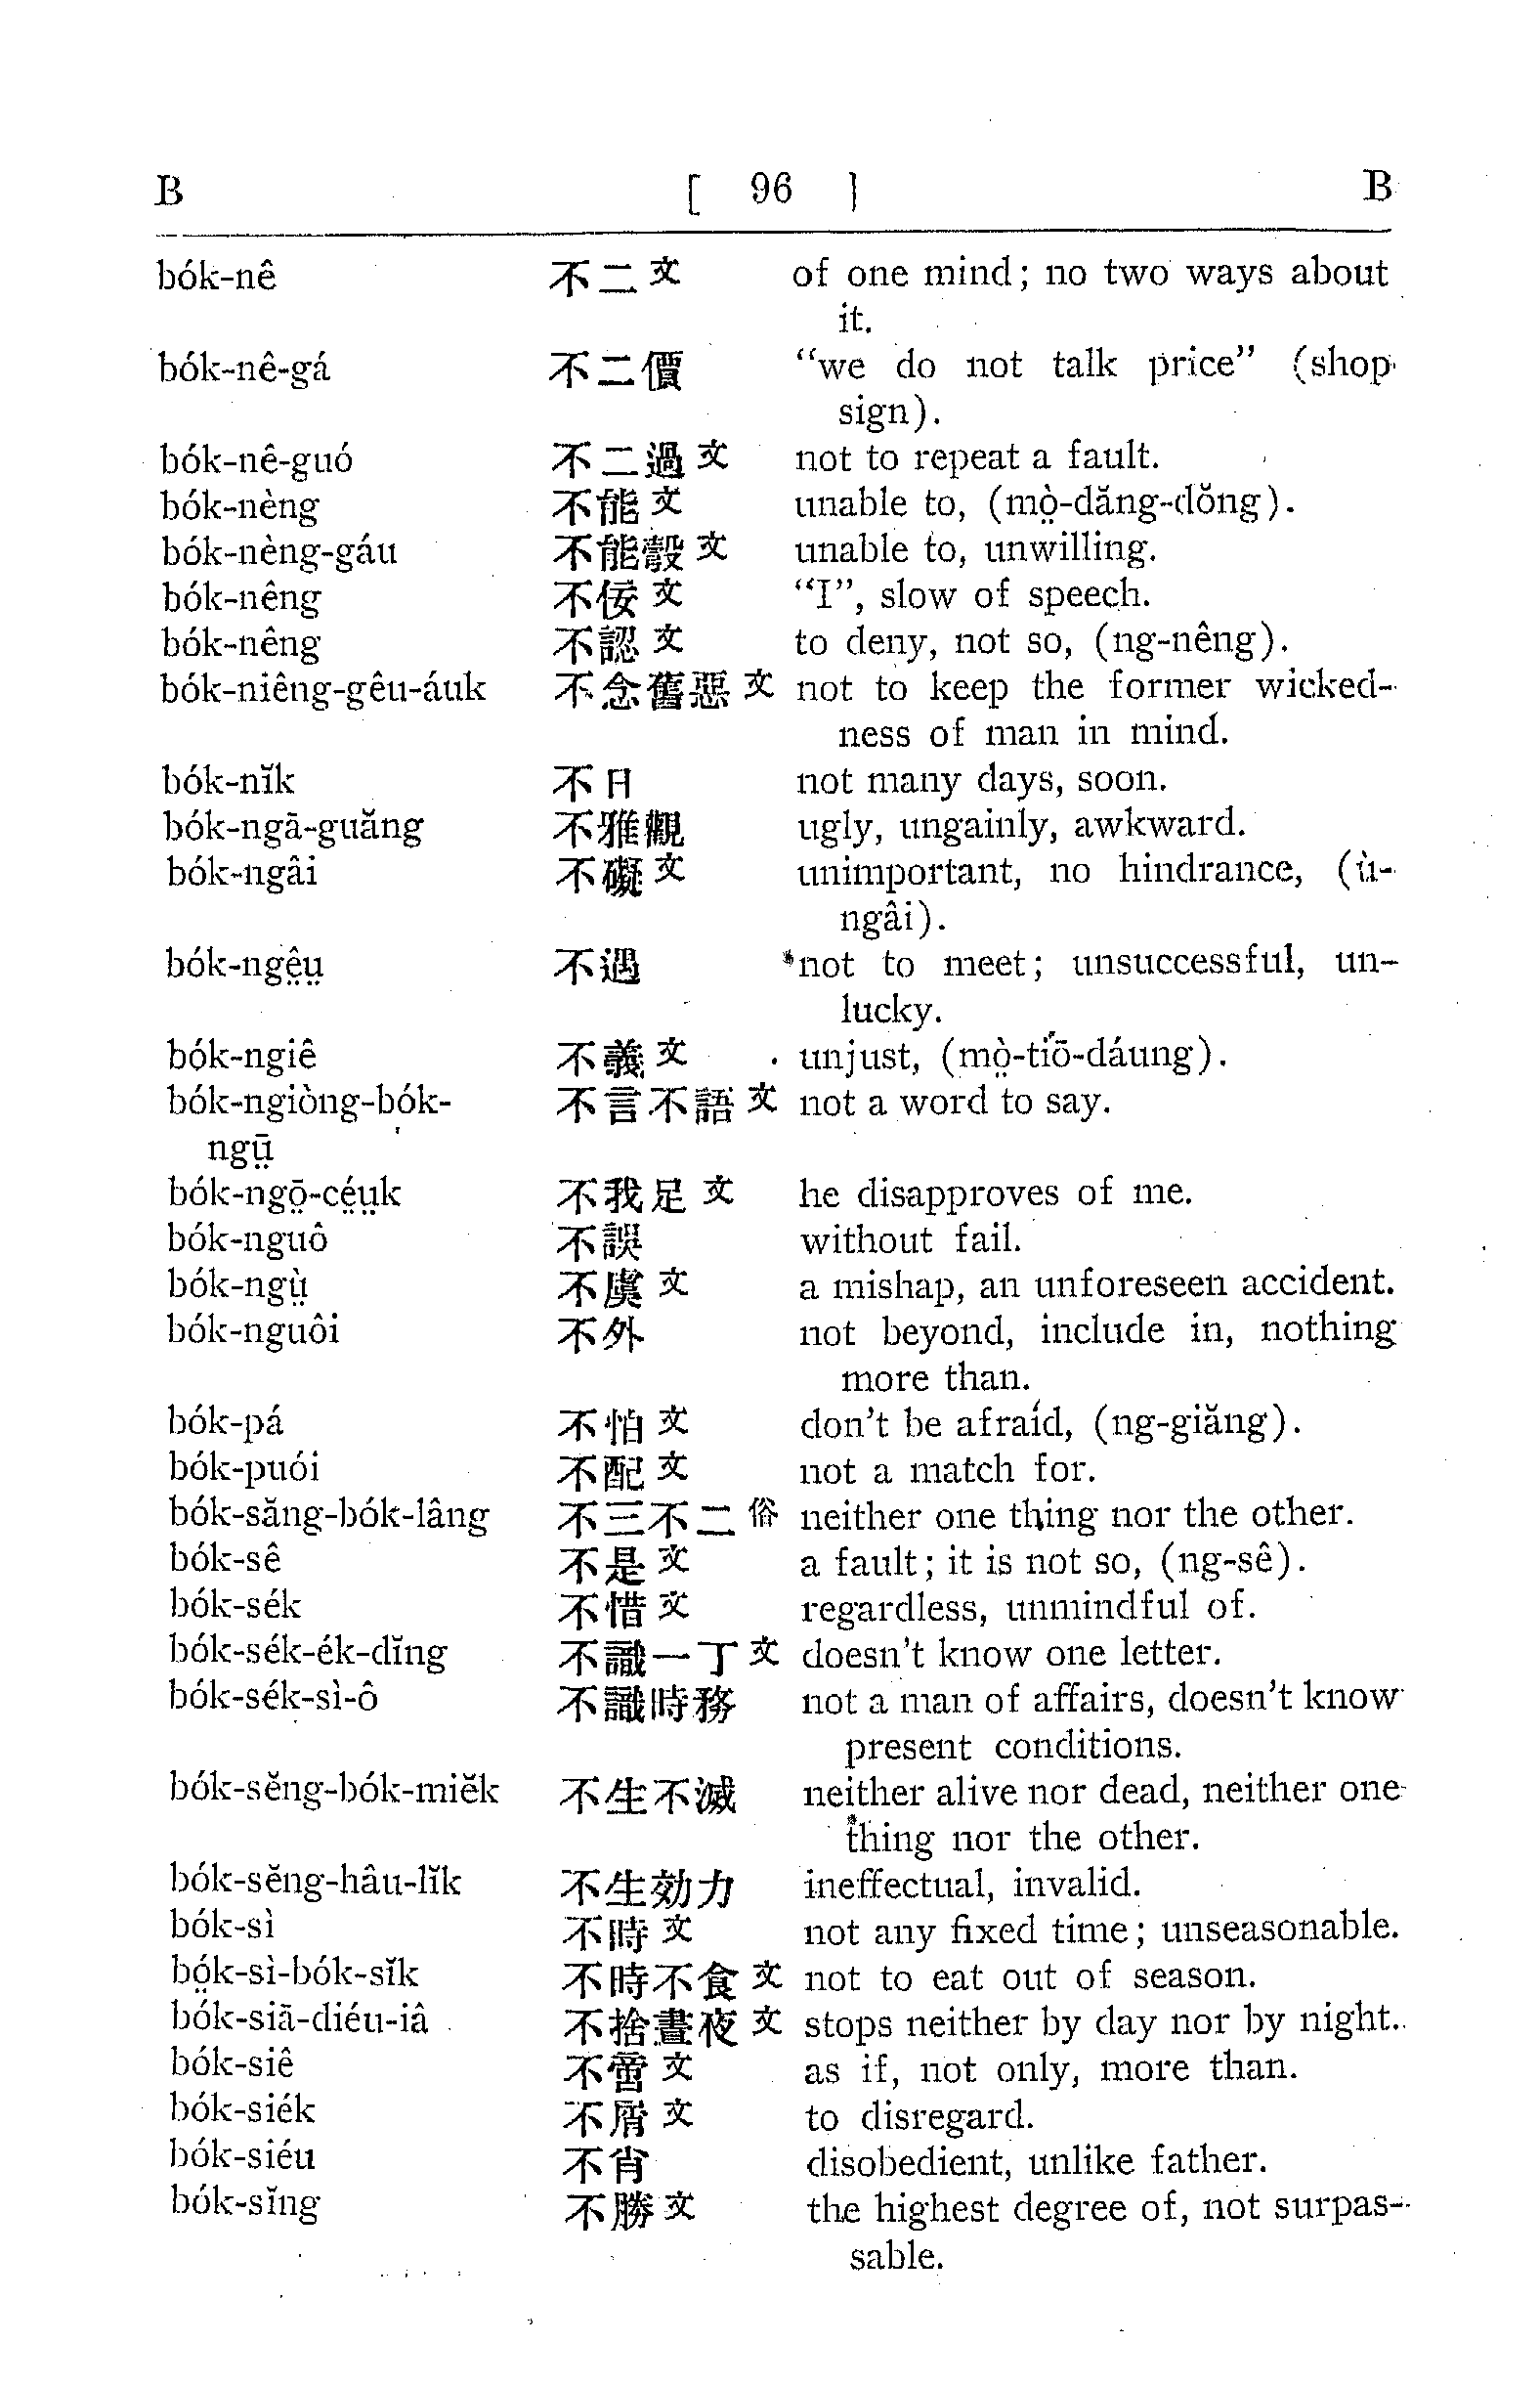 B [ 96 ] B
bók-nê 不二 文 of one mind; no two ways about
it.
bók-nê-gá 不二價 “we do not talk price” (shop
sign).
bók-nê-guó 不二過 文 not to repeat a fault.
bók-nèng 不能 文 unable to, (mò̤-dăng-dŏng).
bók-nèng-gáu 不能彀 文 unable to, unwilling.
bók-nêng 不佞 文 “I”, slow of speech.
bók-nêng 不認 文 to deny, not so, (ng-nêng).
bók-niêng-gêu-áuk 不念舊惡 文 not to keep the former wicked-
ness of man in mind.
bók-nĭk 不日 not many days, soon.
bók-ngā-guăng 不雅觀 ugly, ungainly, awkward.
bók-ngâi 不礙 文 unimportant, no hindrance, (ù-
ngâi).
bók-ngê̤ṳ 不遇 not to meet; unsuccessful, un-
lucky.
bók-ngiê 不義 文 unjust, (mò̤-tiō-dáung).
bók-ngiòng-bók- 不言不語 文 not a word to say.
ngṳ̄
bók-ngō̤-cé̤ṳk 不我足 文 he disapproves of me.
bók-nguô 不誤 without fail.
bók-ngṳ̀ 不虞 文 a mishap, an unforeseen accident.
bók-nguôi 不外 not beyond, include in, nothing
more than.
bók-pá 不怕 文 don't be afraid, (ng-giăng).
bók-puói 不配 文 not a match for.
bók-săng-bók-lâng 不三不二 俗 neither one thing nor the other.
bók-sê 不是 文 a fault; it is not so, (ng-sê).
bók-sék 不惜 文 regardless, unmindful of.
bók-sék-ék-dĭng 不識一丁 文 doesn't know one letter.
bók-sék-sì-ô 不識時務 not a man of affairs, doesn't know
present conditions.
bók-sĕng-bók-miĕk 不生不滅 neither alive nor dead, neither one
thing nor the other.
bók-sĕng-hâu-lĭk 不生効力 ineffectual, invalid.
bók-sì 不時 文 not any fixed time; unseasonable.
bó̤k-sì-bók-sĭk 不時不食 文 not to eat out of season.
bók-siā-diéu-iâ 不捨晝夜 文 stops neither by day nor by night.
bók-siê 不啻 文 as if, not only, more than.
bók-siék 不屑 文 to disregard.
bók-siéu 不肖 disobedient, unlike father.
bók-sĭng 不勝 文 the highest degree of, not surpas-
sable.